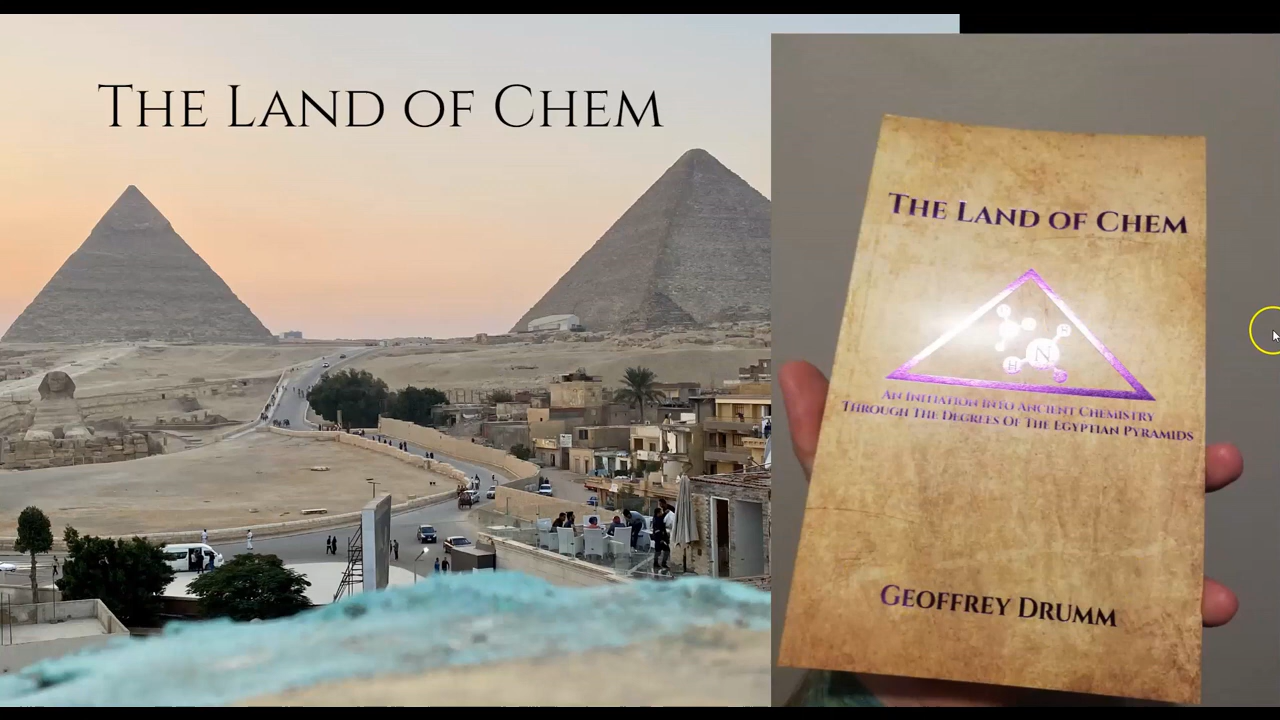 The Land of Chem
The Land of Chem
N
H
An Initiation Into Ancient Chemistry
Through The Degrees Of The Egyptian Pyramids
Geoffrey Drumm